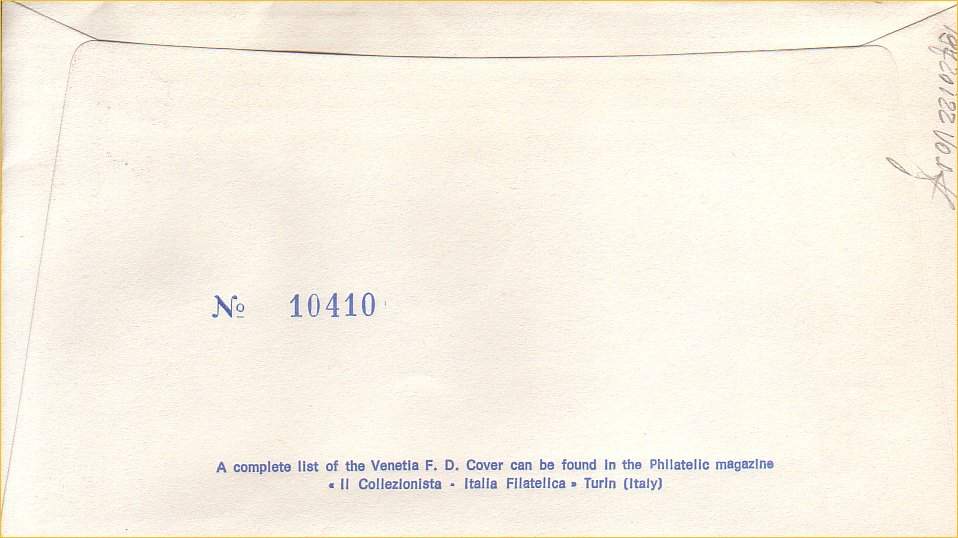 № 10410
A complete list of the Venetia F. D. Cover can be found in the Philatelic magazine
« Il Collezionista - Italia Filatelica » Turin (Italy)